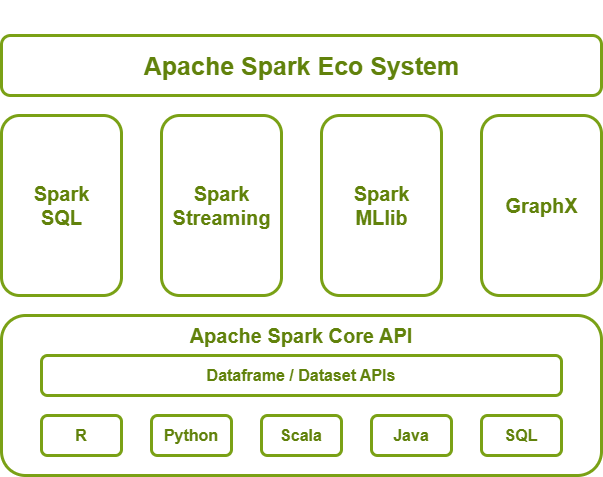 Apache Spark Eco System
Spark
SQL
Spark
Streaming
Spark
MLlib
GraphX
Apache Spark Core API
Dataframe / Dataset APIs
R
Python
Scala
Java
SQL